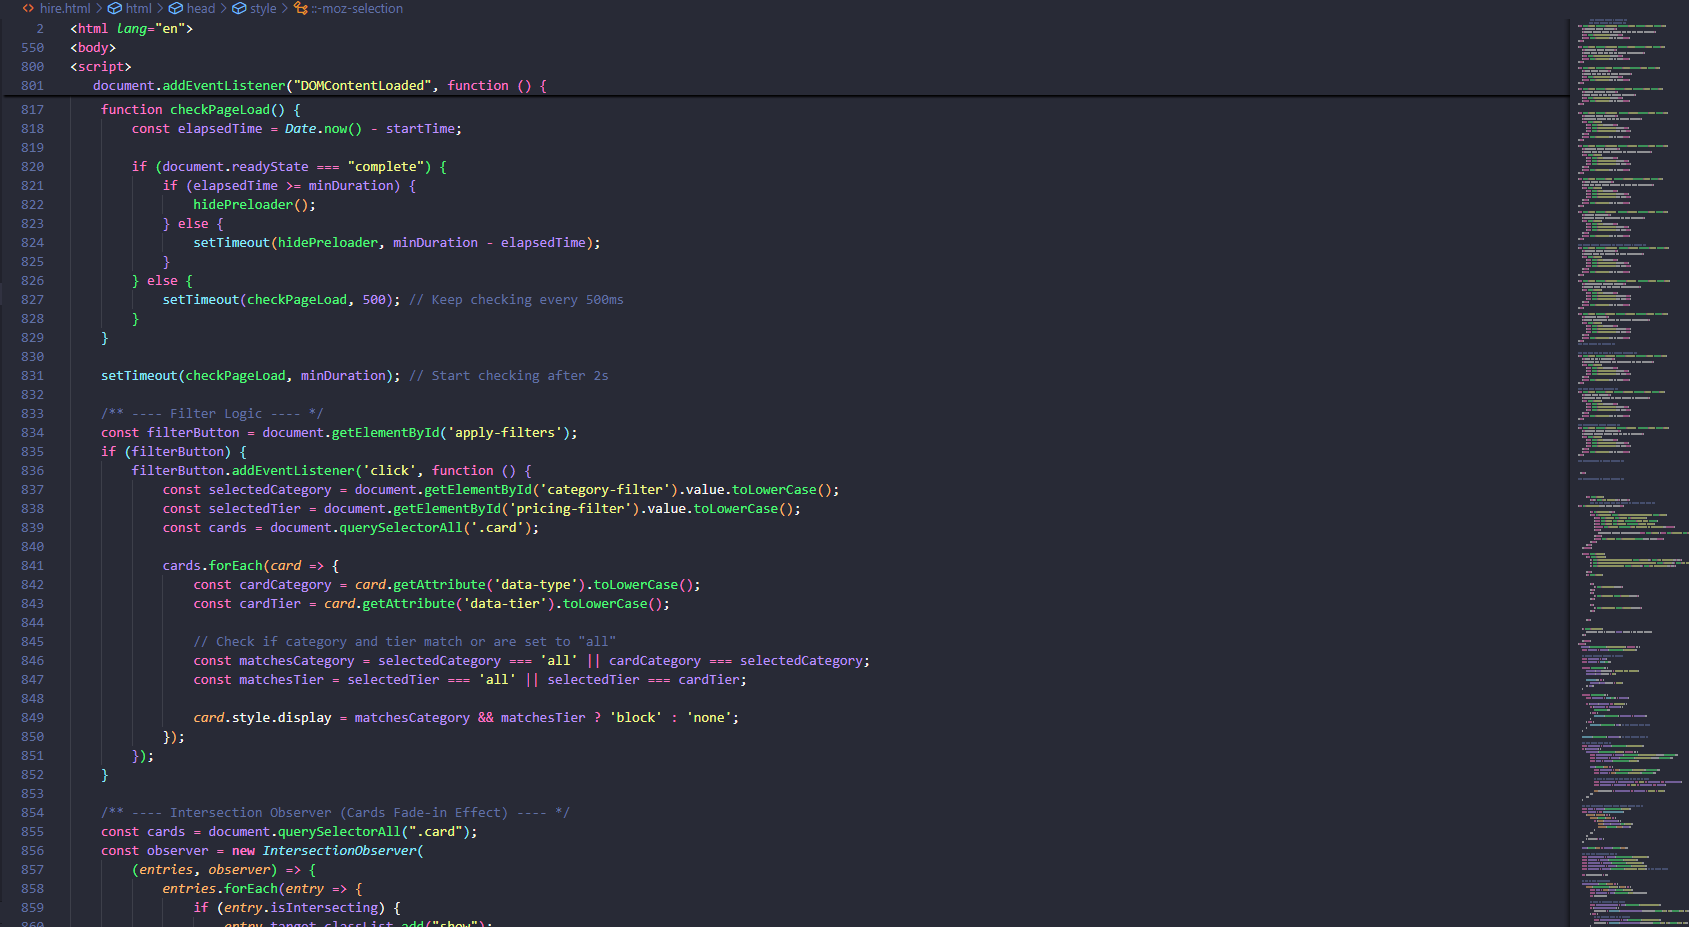 hire.html > html > head > style > ::-moz-selection
2 <html lang="en">
550 <body>
800 <script>
801 document.addEventListener("DOMContentLoaded", function () {
817 function checkPageLoad() {
818 const elapsedTime = Date.now() - startTime;
819
820 if (document.readyState === "complete") {
821 if (elapsedTime >= minDuration) {
822 hidePreloader();
823 } else {
824 setTimeout(hidePreloader, minDuration - elapsedTime);
825 }
826 } else {
827 setTimeout(checkPageLoad, 500); // Keep checking every 500ms
828 }
829 }
830
831 setTimeout(checkPageLoad, minDuration); // Start checking after 2s
832
833 /** ---- Filter Logic ---- */
834 const filterButton = document.getElementById('apply-filters');
835 if (filterButton) {
836 filterButton.addEventListener('click', function () {
837 const selectedCategory = document.getElementById('category-filter').value.toLowerCase();
838 const selectedTier = document.getElementById('pricing-filter').value.toLowerCase();
839 const cards = document.querySelectorAll('.card');
840
841 cards.forEach(card => {
842 const cardCategory = card.getAttribute('data-type').toLowerCase();
843 const cardTier = card.getAttribute('data-tier').toLowerCase();
844
845 // Check if category and tier match or are set to "all"
846 const matchesCategory = selectedCategory === 'all' || cardCategory === selectedCategory;
847 const matchesTier = selectedTier === 'all' || selectedTier === cardTier;
848
849 card.style.display = matchesCategory && matchesTier ? 'block' : 'none';
850 });
851 });
852 }
853
854 /** ---- Intersection Observer (Cards Fade-in Effect) ---- */
855 const cards = document.querySelectorAll(".card");
856 const observer = new IntersectionObserver(
857 (entries, observer) => {
858 entries.forEach(entry => {
859 if (entry.isIntersecting) {
860 entry.target.classList.add("show");